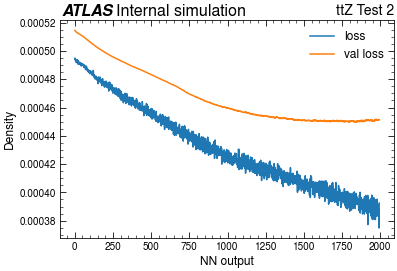 ATLAS Internal simulation ttZ Test 2
0.00052
0.00050
0.00048
0.00046
0.00044
0.00042
0.00040
0.00038
Density
loss
val loss
0 250 500 750 1000 1250 1500 1750 2000
NN output